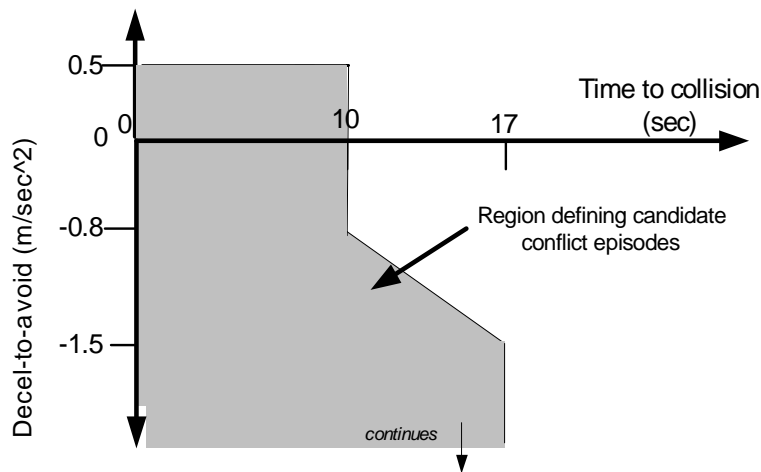 0.5
Time to collision
(sec)
0
10
17
0
Decel-to-avoid (m/sec^2)
-0.8
Region defining candidate
conflict episodes
-1.5
continues